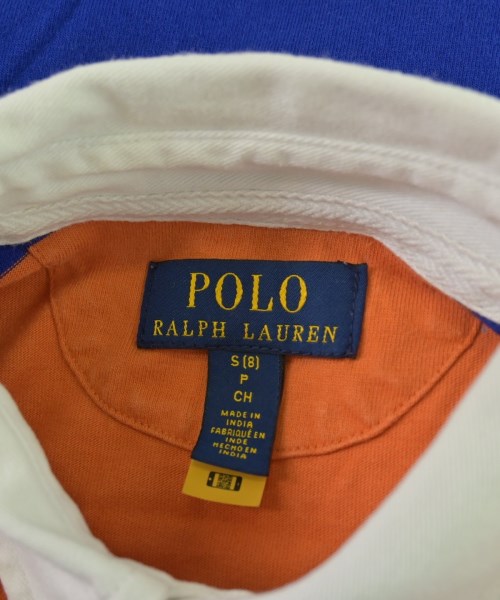 POLO
RALPH LAUREN
S (8)
P
CH
MADE IN
INDIA
FABRIQUÉ EN
INDE
HECHO EN
INDIA